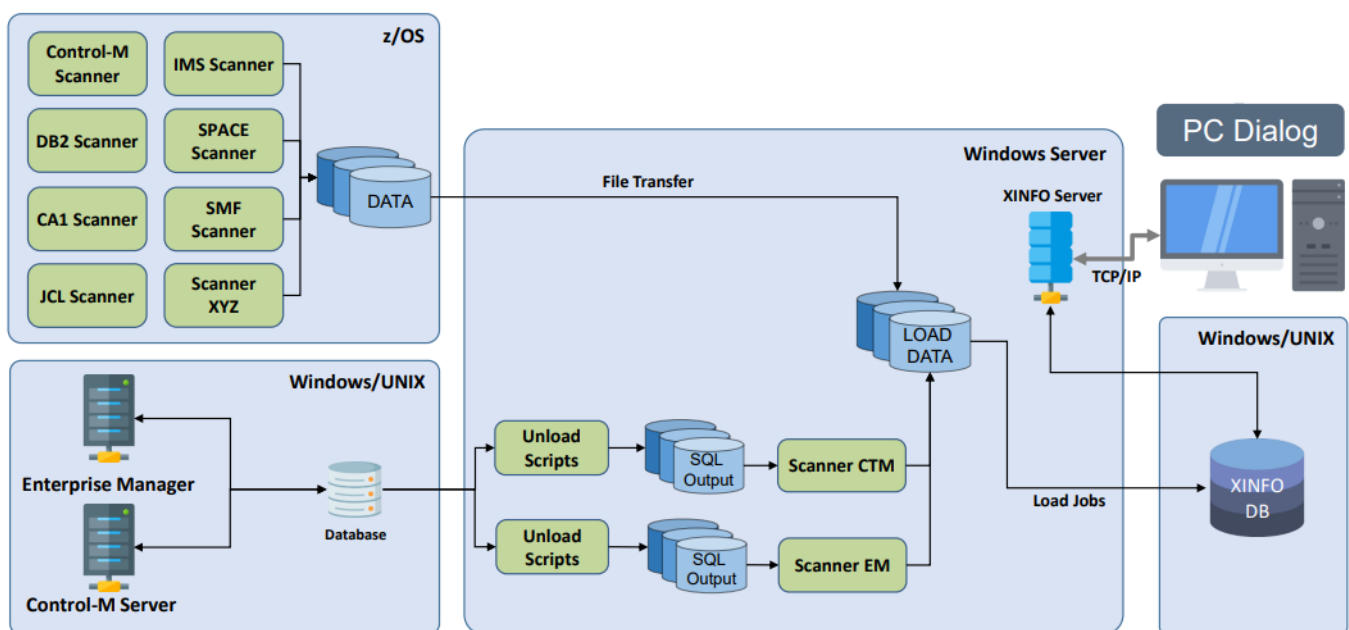 z/OS
Control-M
Scanner
IMS Scanner
DB2 Scanner
SPACE
Scanner
CA1 Scanner
SMF
Scanner
JCL Scanner
Scanner
XYZ
DATA
File Transfer
Windows Server
XINFO Server
PC Dialog
TCP/IP
LOAD
DATA
Windows/UNIX
Enterprise Manager
Control-M Server
Database
Unload
Scripts
SQL
Output
Scanner CTM
Unload
Scripts
SQL
Output
Scanner EM
Load Jobs
Windows/UNIX
XINFO
DB